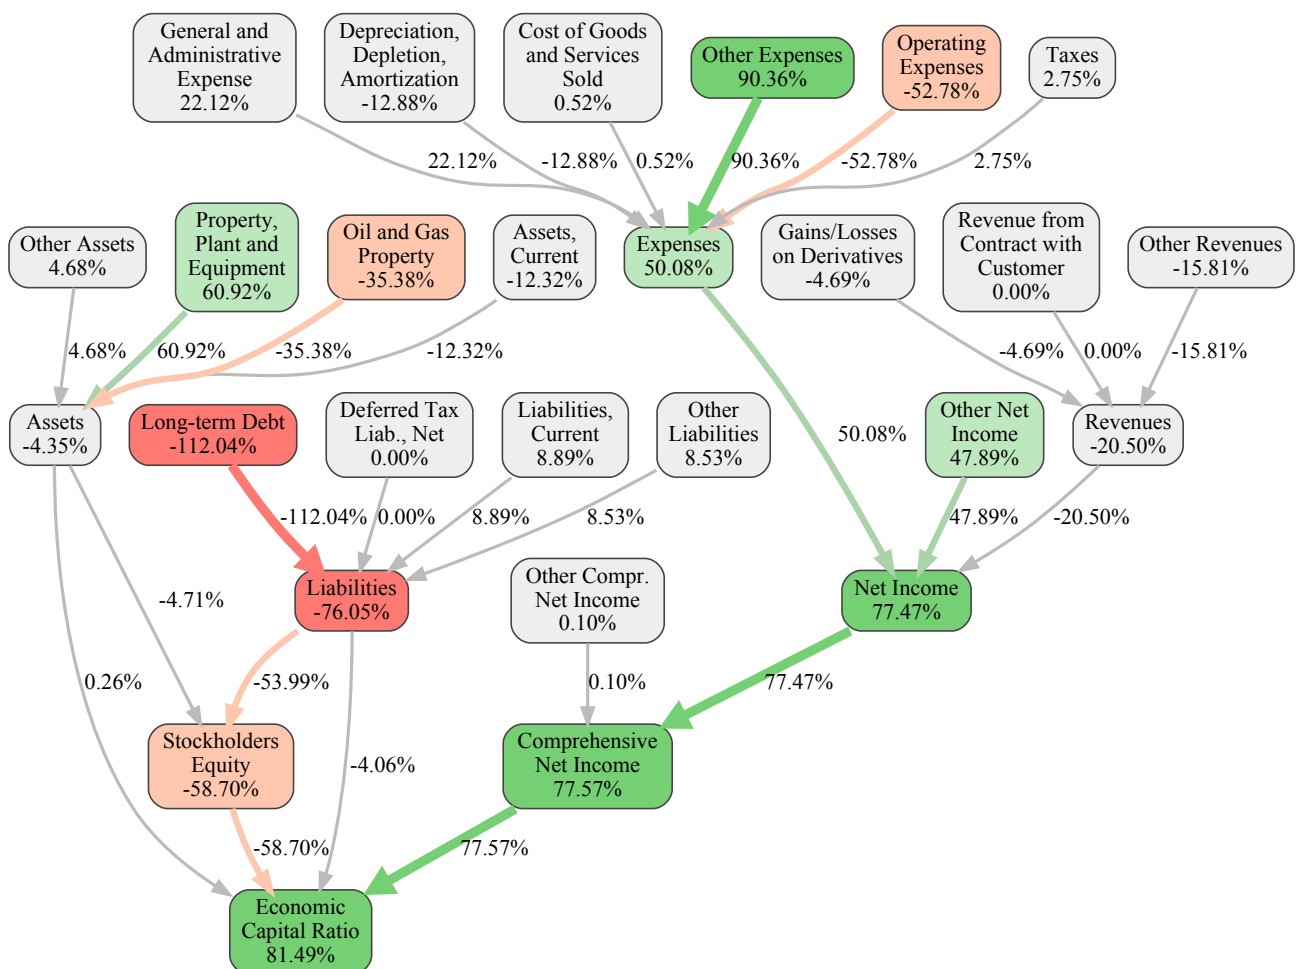 General and
Administrative
Expense
22.12%
Depreciation,
Depletion,
Amortization
-12.88%
Cost of Goods
and Services
Sold
0.52%
Other Expenses
90.36%
Operating
Expenses
-52.78%
Taxes
2.75%
22.12%
-12.88%
0.52%
90.36%
-52.78%
2.75%
Other Assets
4.68%
Property,
Plant and
Equipment
60.92%
Oil and Gas
Property
-35.38%
Assets,
Current
-12.32%
Expenses
50.08%
Gains/Losses
on Derivatives
-4.69%
Revenue from
Contract with
Customer
0.00%
Other Revenues
-15.81%
4.68%
60.92%
-35.38%
-12.32%
-4.69%
0.00%
-15.81%
Assets
-4.35%
Long-term Debt
-112.04%
Deferred Tax
Liab., Net
0.00%
Liabilities,
Current
8.89%
Other
Liabilities
8.53%
50.08%
Other Net
Income
47.89%
Revenues
-20.50%
-112.04%
0.00%
8.89%
8.53%
47.89%
-20.50%
-4.71%
Liabilities
-76.05%
Other Compr.
Net Income
0.10%
Net Income
77.47%
0.26%
-53.99%
0.10%
77.47%
Stockholders
Equity
-58.70%
-4.06%
Comprehensive
Net Income
77.57%
-58.70%
77.57%
Economic
Capital Ratio
81.49%